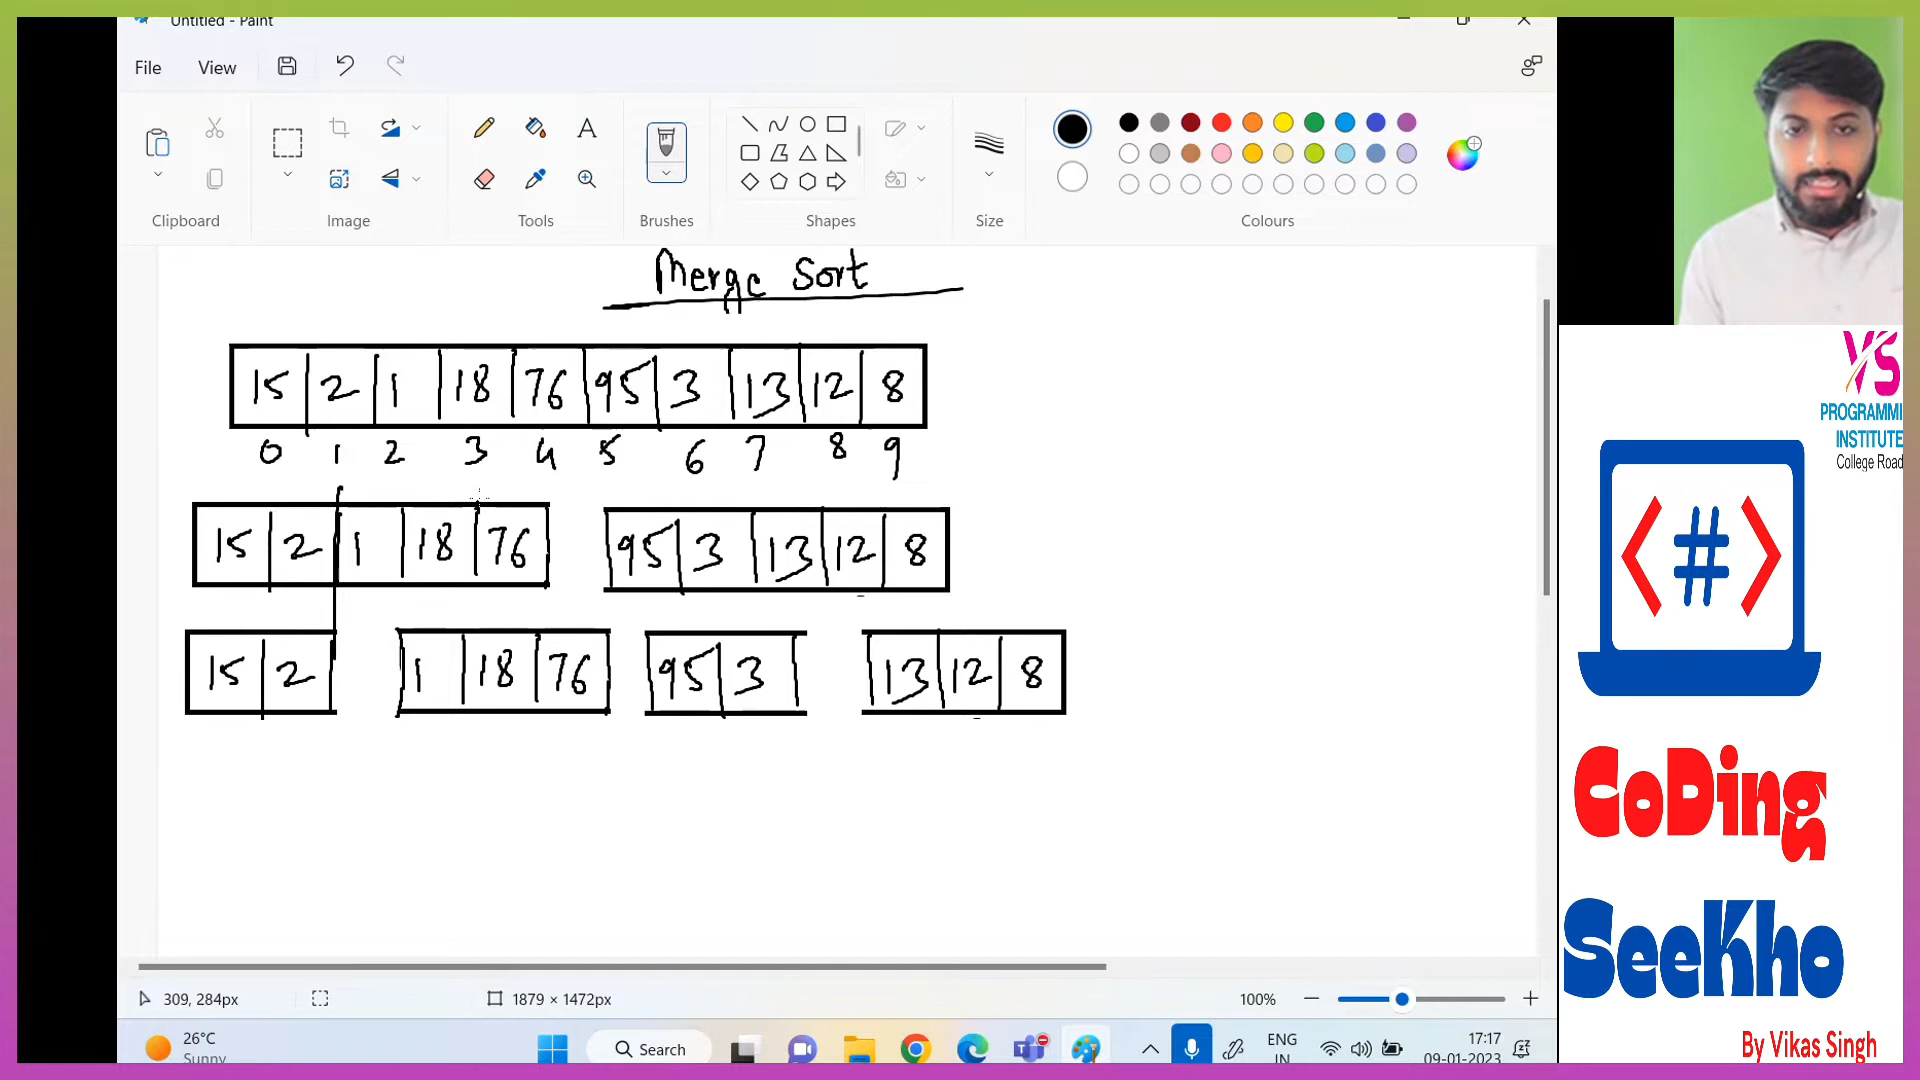 Untitled - Paint
File View
Clipboard Image Tools Brushes Shapes Size Colours
Merge Sort
15 2 1 18 76 95 3 13 12 8
0 1 2 3 4 5 6 7 8 9
15 2 1 18 76 95 3 13 12 8
15 2 1 18 76 95 3 13 12 8
309, 284px 1879 × 1472px 100%
26°C
Sunny
Search
ENG
IN
17:17
09-01-2023
VS
PROGRAMMI
INSTITUTE
College Road
<#>
CoDing
SeeKho
By Vikas Singh